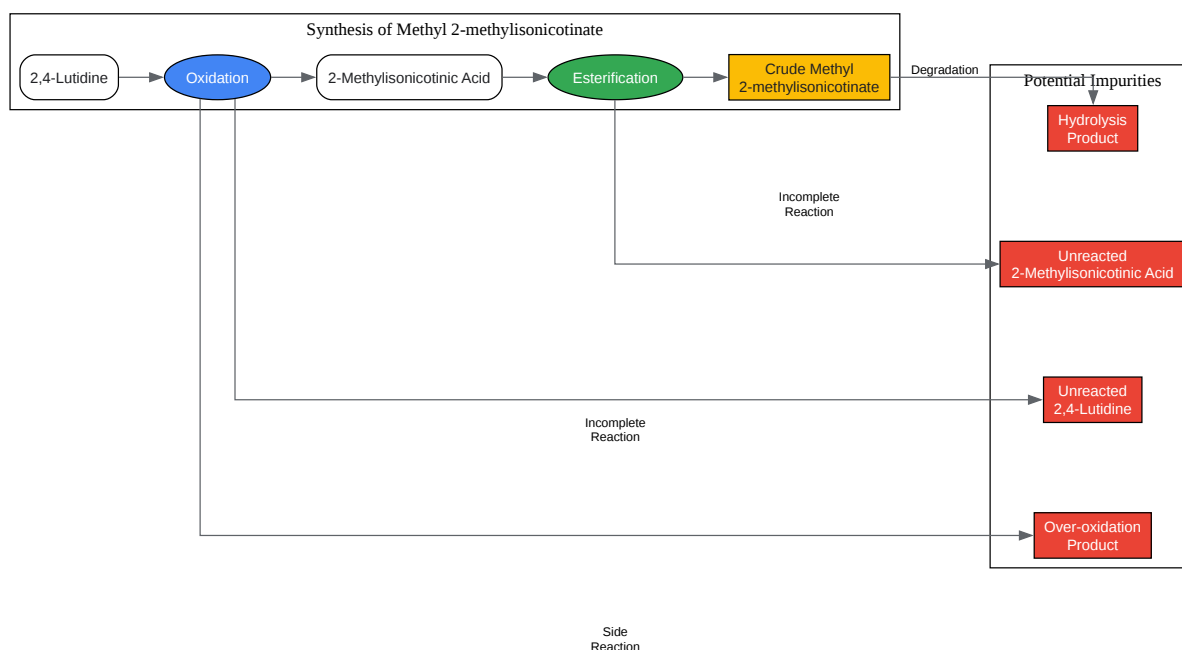 Synthesis of Methyl 2-methylisonicotinate
2,4-Lutidine
Oxidation
2-Methylisonicotinic Acid
Esterification
Crude Methyl
2-methylisonicotinate
Degradation
Potential Impurities
Hydrolysis
Product
Incomplete
Reaction
Unreacted
2-Methylisonicotinic Acid
Unreacted
2,4-Lutidine
Incomplete
Reaction
Over-oxidation
Product
Side
Reaction